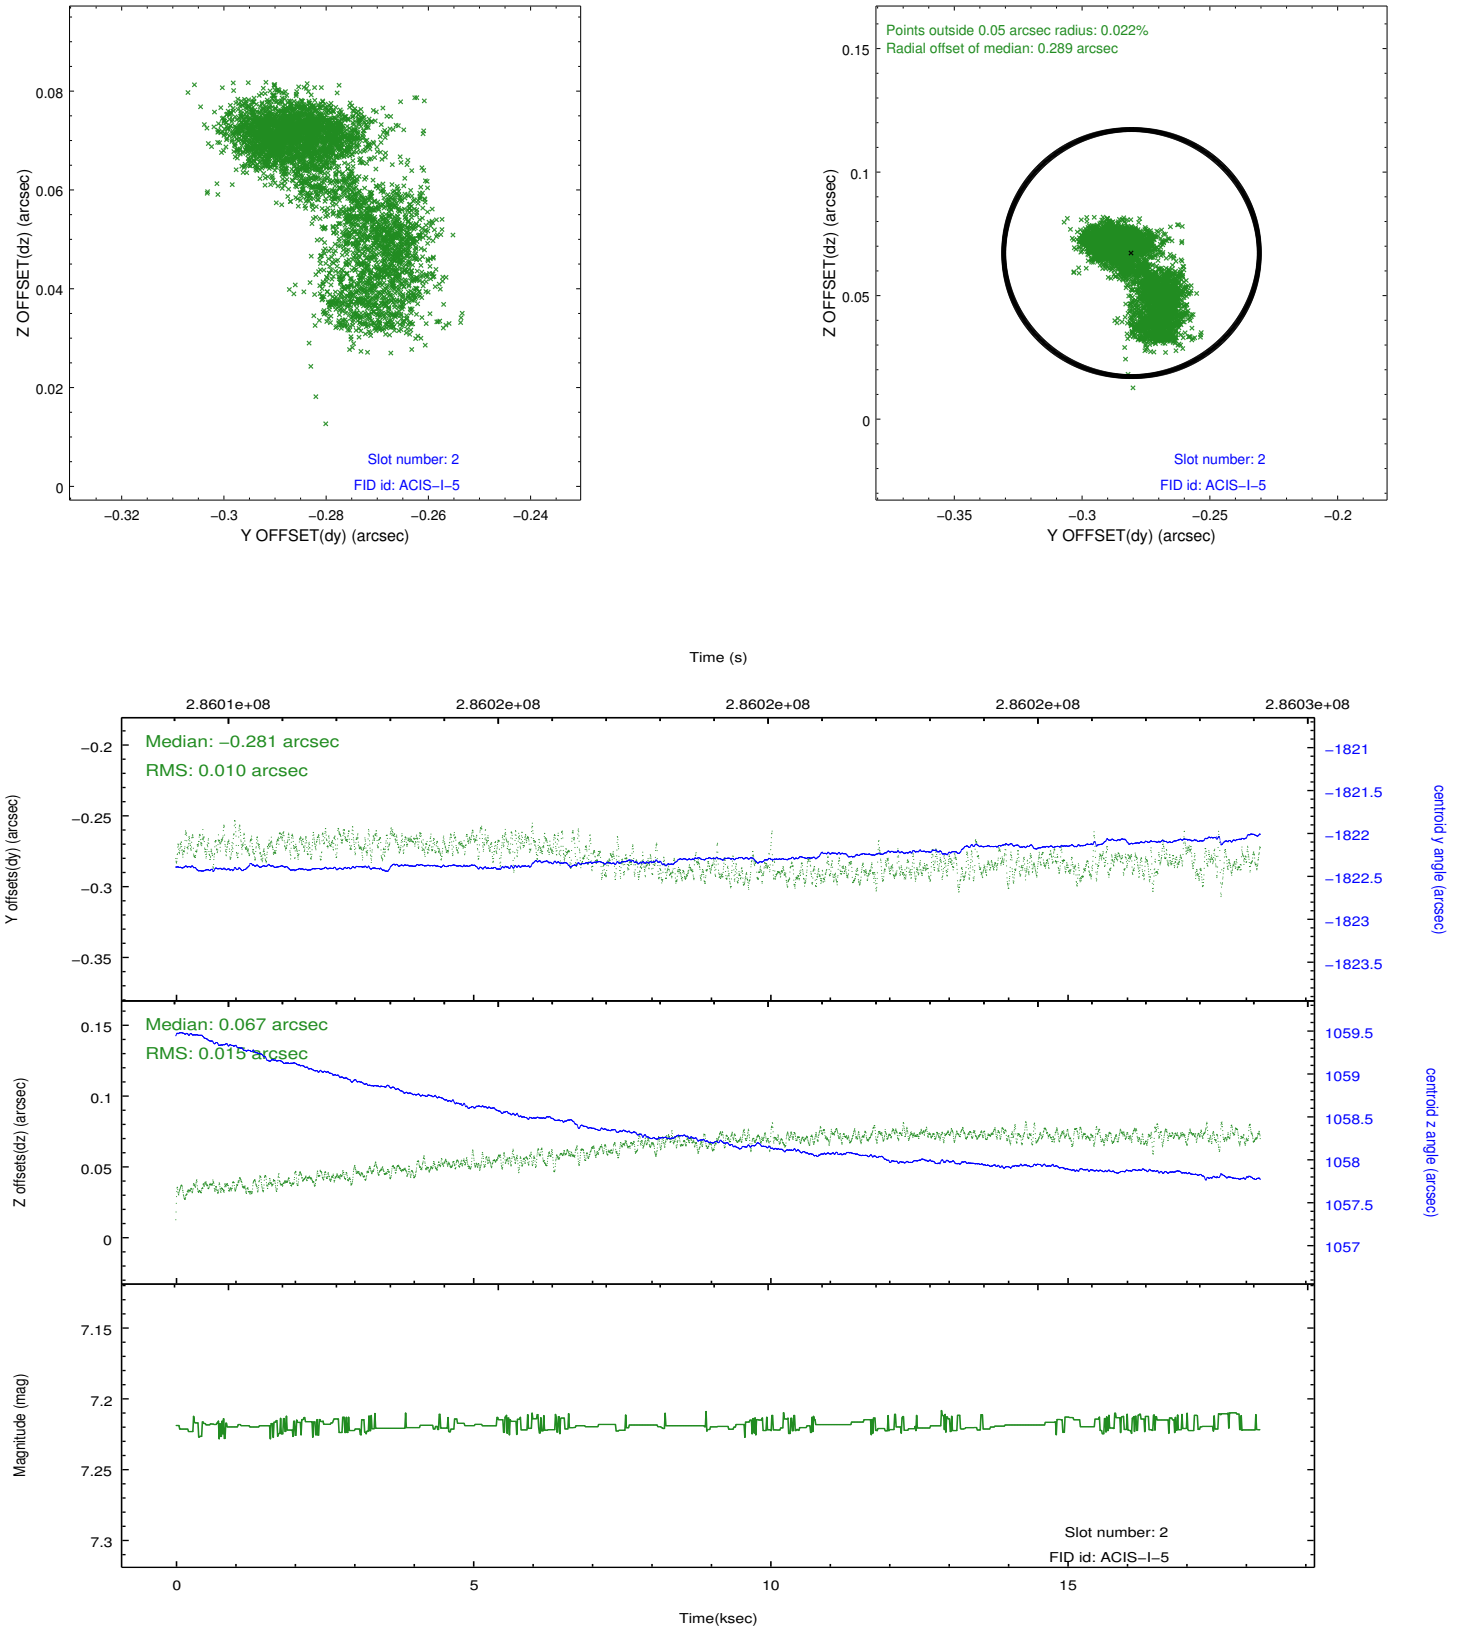 0.08
0.06
0.04
0.02
0
−0.32
−0.3
−0.28
−0.26
−0.24
Z OFFSET(dz) (arcsec)
Y OFFSET(dy) (arcsec)
Slot number: 2
FID id: ACIS−I−5
Points outside 0.05 arcsec radius: 0.022%
Radial offset of median: 0.289 arcsec
0.15
0.1
0.05
0
−0.35
−0.3
−0.25
−0.2
Z OFFSET(dz) (arcsec)
Y OFFSET(dy) (arcsec)
Slot number: 2
FID id: ACIS−I−5
Time (s)
2.8601e+08
2.8602e+08
2.8602e+08
2.8602e+08
2.8603e+08
Median: −0.281 arcsec
RMS: 0.010 arcsec
−0.2
−0.25
−0.3
−0.35
Y offsets(dy) (arcsec)
−1821
−1821.5
−1822
−1822.5
−1823
−1823.5
centroid y angle (arcsec)
Median: 0.067 arcsec
RMS: 0.015 arcsec
0.15
0.1
0.05
0
Z offsets(dz) (arcsec)
1059.5
1059
1058.5
1058
1057.5
1057
centroid z angle (arcsec)
7.15
7.2
7.25
7.3
Magnitude (mag)
Slot number: 2
FID id: ACIS−I−5
0
5
10
15
Time(ksec)